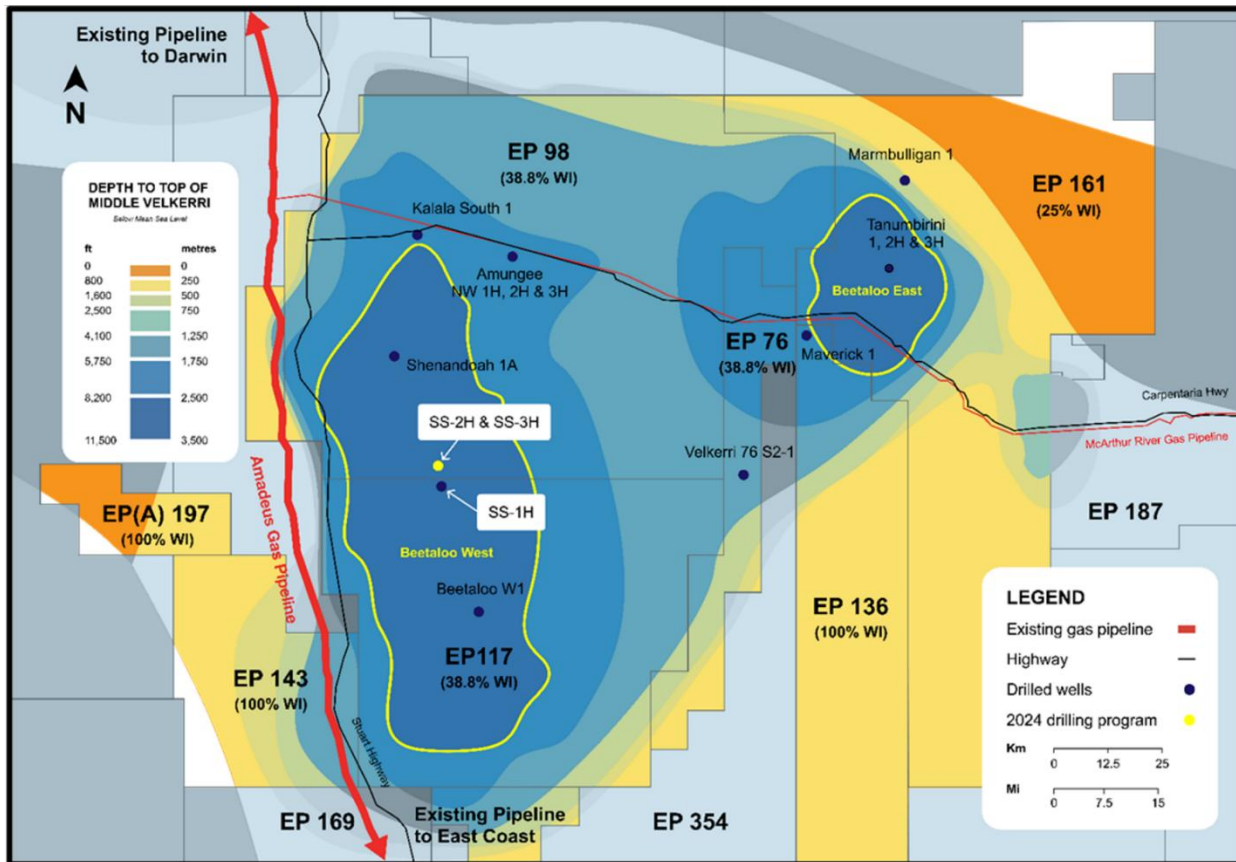 Existing Pipeline
to Darwin
N
DEPTH TO TOP OF
MIDDLE VELKERRI
Below Mean Sea Level
ft metres
0 0
800 250
1,600 500
2,500 750
4,100 1,250
5,750 1,750
8,200 2,500
11,500 3,500
EP 98
(38.8% WI)
Kalala South 1
Amungee
NW 1H, 2H & 3H
Marmbulligan 1
EP 161
(25% WI)
Tanumbirini
1, 2H & 3H
Beetaloo East
EP 76
(38.8% WI)
Maverick 1
Shenandoah 1A
SS-2H & SS-3H
SS-1H
Velkerri 76 S2-1
Carpentaria Hwy
McArthur River Gas Pipeline
EP 187
EP(A) 197
(100% WI)
Amadeus Gas Pipeline
Beetaloo West
Beetaloo W1
EP117
(38.8% WI)
EP 136
(100% WI)
EP 143
(100% WI)
Stuart Highway
Existing Pipeline
to East Coast
EP 169
EP 354
LEGEND
Existing gas pipeline
Highway
Drilled wells
2024 drilling program
Km
0 12.5 25
Mi
0 7.5 15